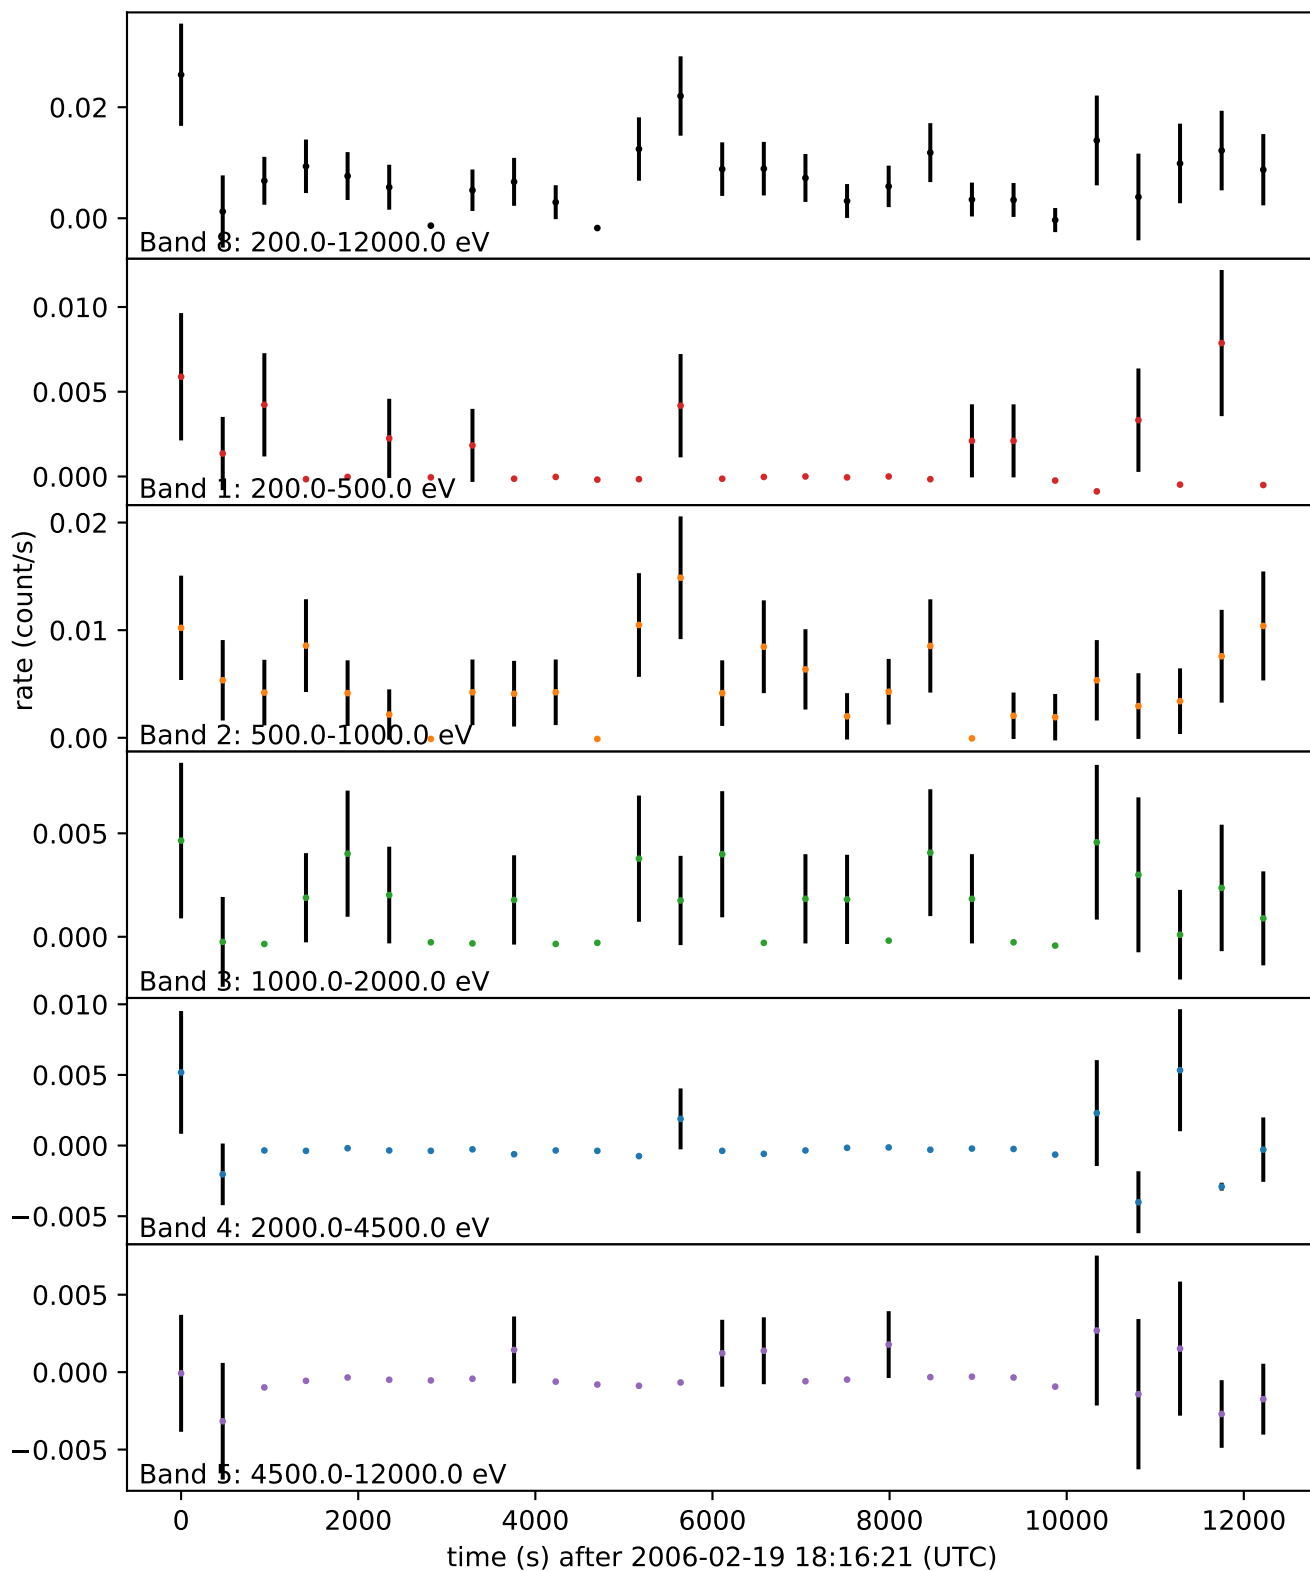 0.02
0.00
Band 8: 200.0-12000.0 eV
0.010
0.005
0.000
Band 1: 200.0-500.0 eV
0.02
0.01
0.00
Band 2: 500.0-1000.0 eV
rate (count/s)
0.005
0.000
Band 3: 1000.0-2000.0 eV
0.010
0.005
0.000
−0.005
Band 4: 2000.0-4500.0 eV
0.005
0.000
−0.005
Band 5: 4500.0-12000.0 eV
0 2000 4000 6000 8000 10000 12000
time (s) after 2006-02-19 18:16:21 (UTC)